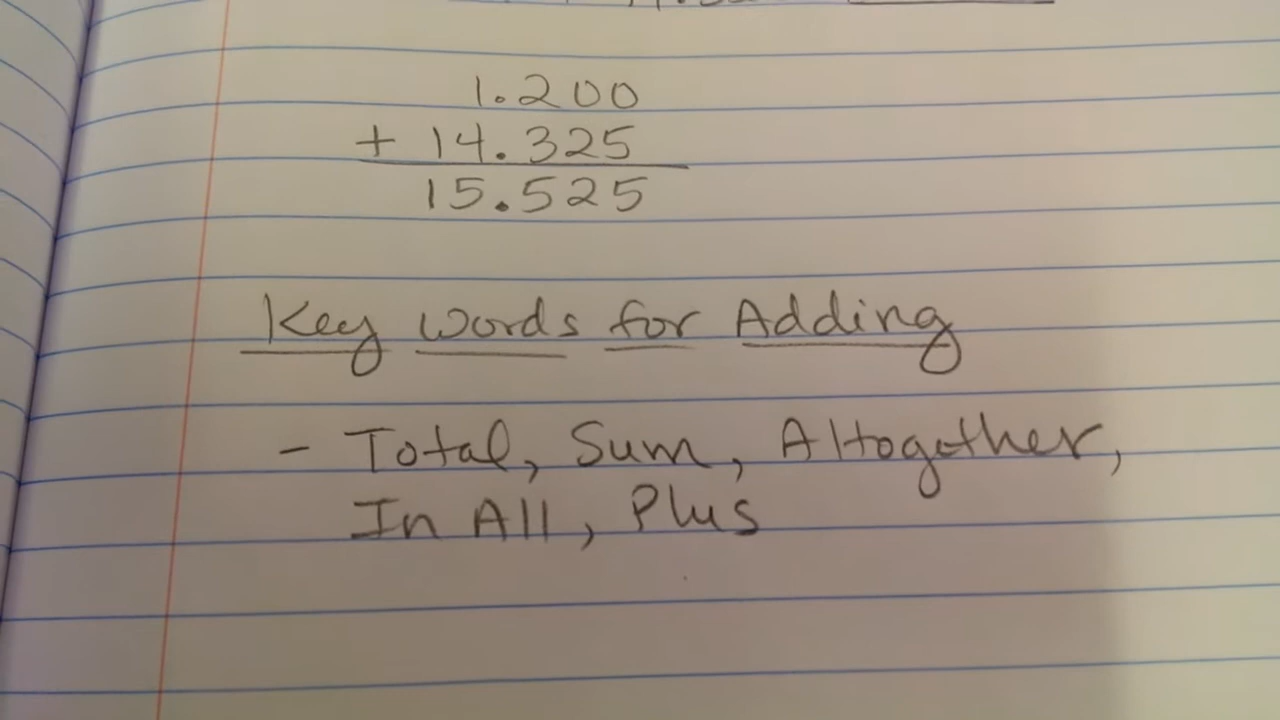 1.200
+ 14.325
15.525
Key words for Adding
- Total, Sum, Altogether,
In All, Plus